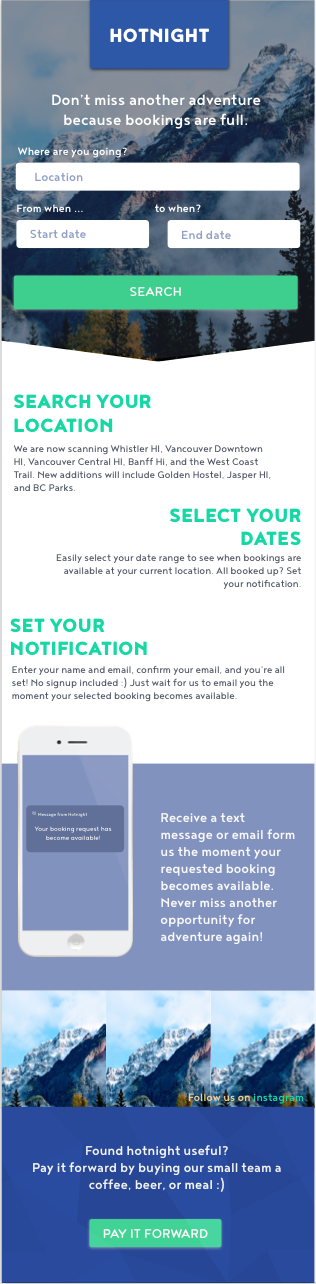 HOTNIGHT
Don't miss another adventure
because bookings are full.
Where are you going?
Location
From when ... to when?
Start date End date
SEARCH
SEARCH YOUR
LOCATION
We are now scanning Whistler HI, Vancouver Downtown
HI, Vancouver Central HI, Banff Hi, and the West Coast
Trail. New additions will include Golden Hostel, Jasper HI,
and BC Parks.
SELECT YOUR
DATES
Easily select your date range to see when bookings are
available at your current location. All booked up? Set
your notification.
SET YOUR
NOTIFICATION
Enter your name and email, confirm your email, and you're all
set! No signup included :) Just wait for us to email you the
moment your selected booking becomes available.
Message from Hotnight
Your booking request has
become available!
Receive a text
message or email form
us the moment your
requested booking
becomes available.
Never miss another
opportunity for
adventure again!
Follow us on instagram.
Found hotnight useful?
Pay it forward by buying our small team a
coffee, beer, or meal :)
PAY IT FORWARD